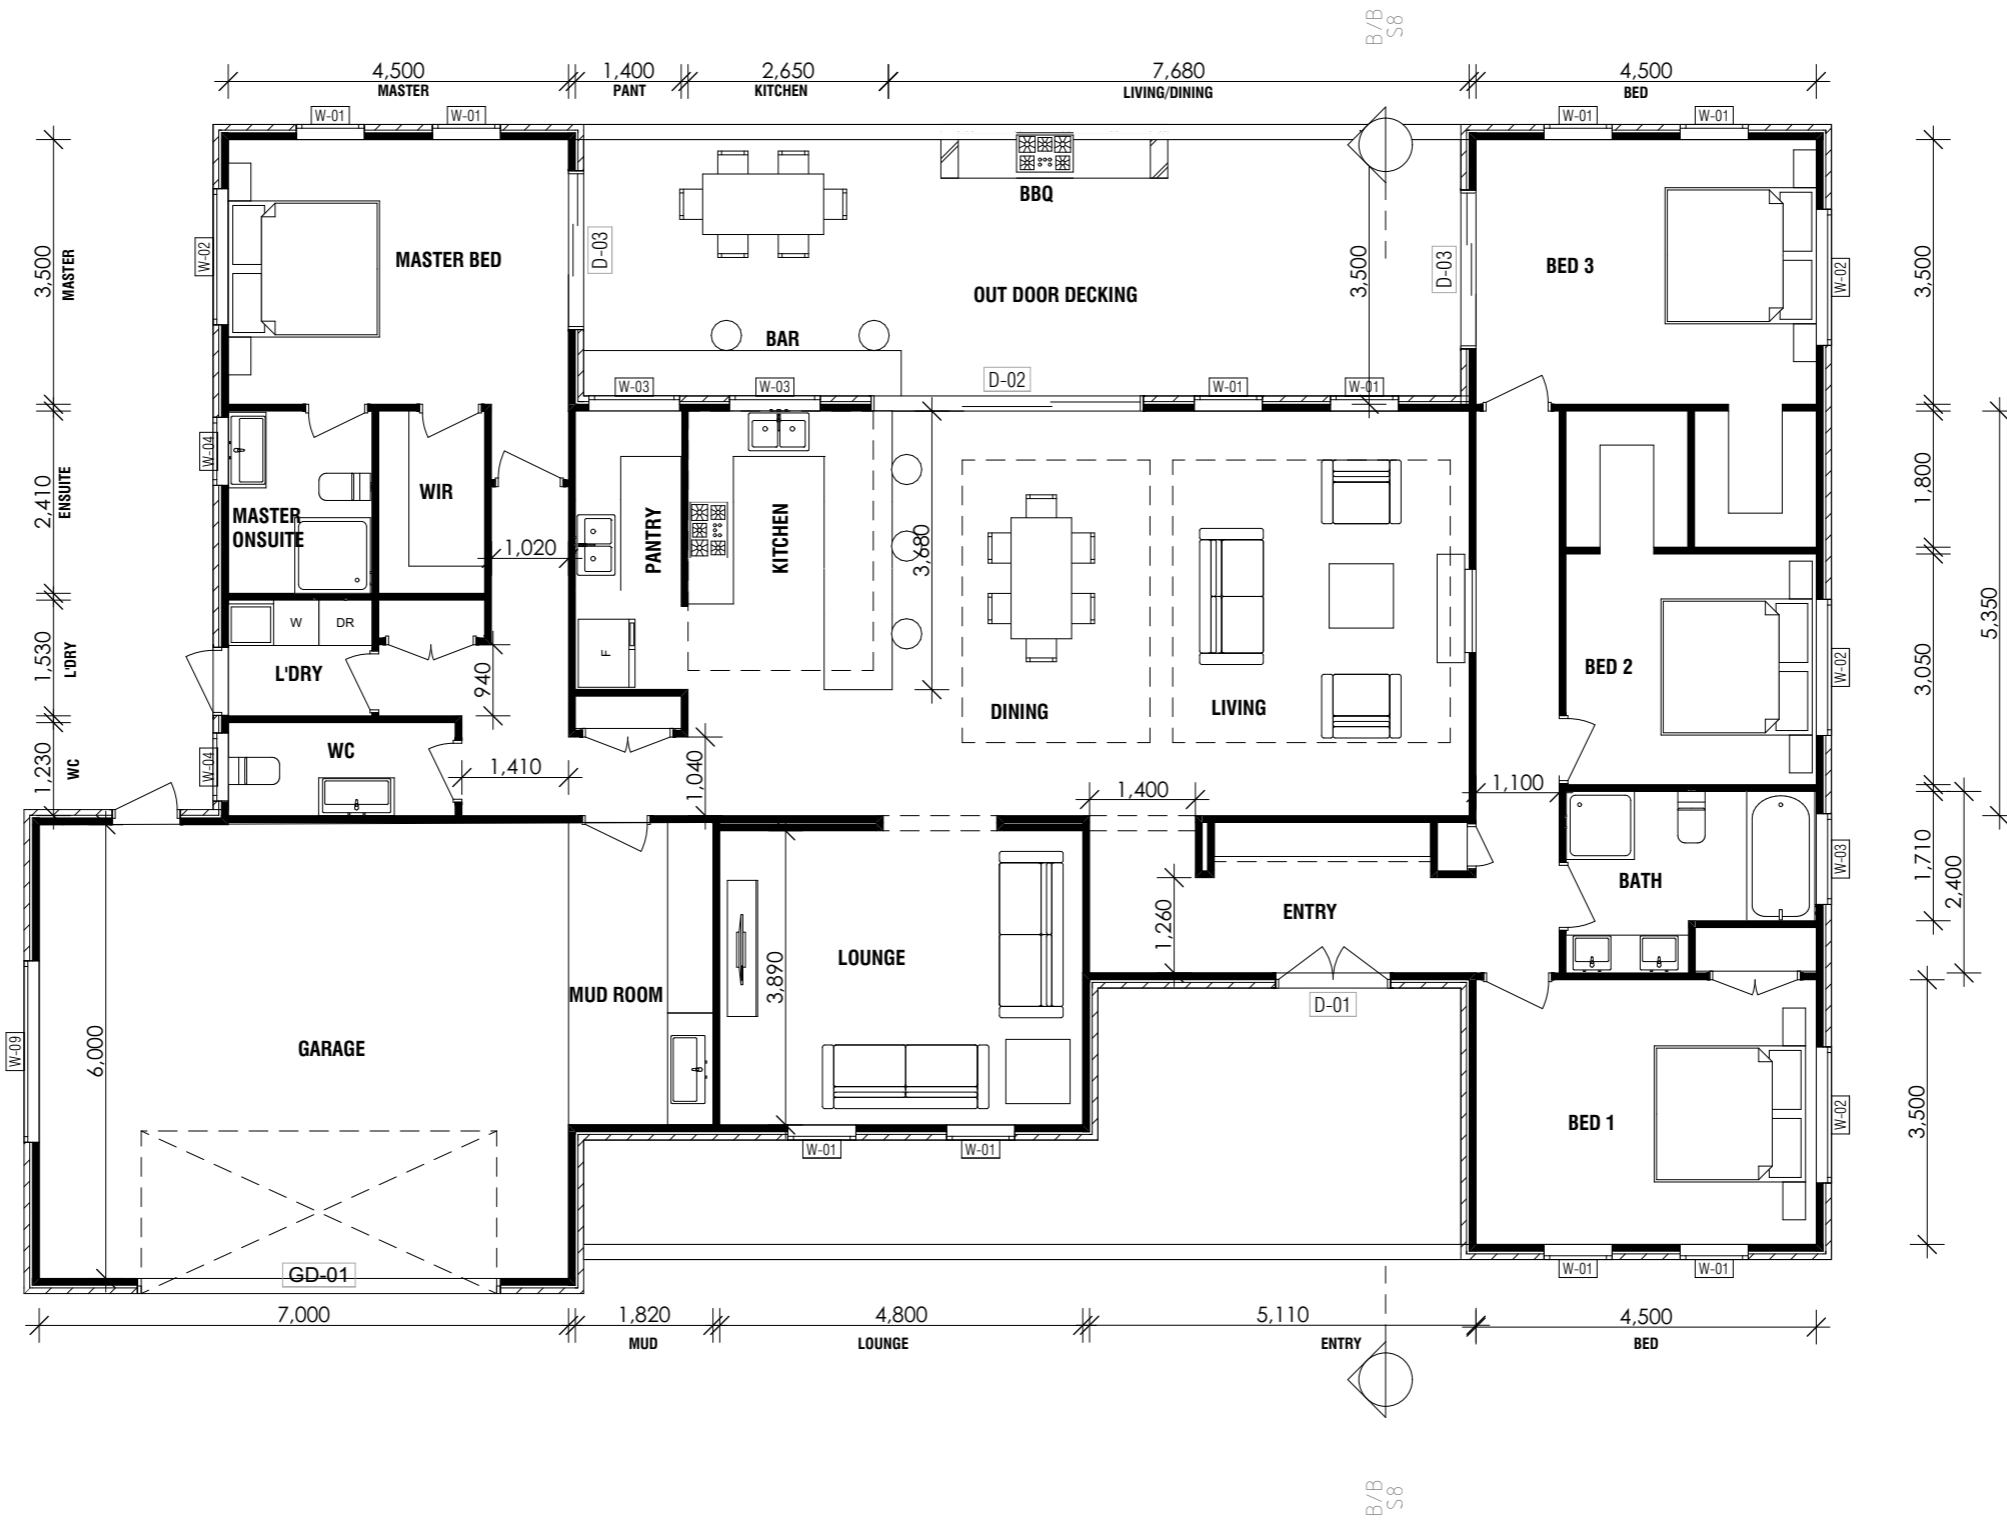 B/B
S8
4,500
1,400
2,650
7,680
4,500
MASTER
PANT
KITCHEN
LIVING/DINING
BED
W-01
W-01
W-01
W-01
BBQ
3,500
MASTER
W-02
MASTER BED
D-03
3,500
D-03
BED 3
W-02
3,500
OUT DOOR DECKING
BAR
W-03
W-03
D-02
W-01
W-01
W-04
2,410
ENSUITE
WIR
MASTER
ONSUITE
1,020
PANTRY
KITCHEN
3,680
1,800
5,350
W
DR
F
1,530
L'DRY
L'DRY
940
DINING
LIVING
BED 2
W-02
3,050
1,230
WC
W-04
WC
1,410
1,040
1,400
1,100
W-03
1,710
2,400
BATH
1,260
ENTRY
LOUNGE
3,890
MUD ROOM
D-01
W-09
6,000
GARAGE
BED 1
W-02
3,500
W-01
W-01
GD-01
W-01
W-01
7,000
1,820
4,800
5,110
4,500
MUD
LOUNGE
ENTRY
BED
B/B
S8